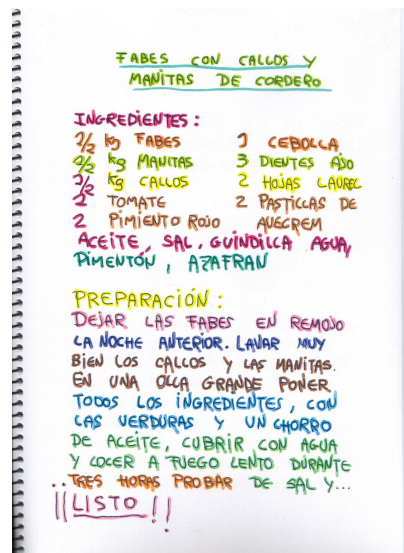 FABES CON CALLOS Y
MANITAS DE CORDERO
INGREDIENTES:
1/2 kg FABES
1 CEBOLLA
1/2 kg MANITAS
3 DIENTES AJO
1/2 kg CALLOS
2 HOJAS LAUREL
2 TOMATE
2 PASTILLAS DE
2 PIMIENTO ROJO
AVECREM
ACEITE, SAL, GUINDILLA AGUA,
PIMENTÓN, AZAFRAN
PREPARACIÓN:
DEJAR LAS FABES EN REMOJO
LA NOCHE ANTERIOR. LAVAR MUY
BIEN LOS CALLOS Y LAS MANITAS.
EN UNA OLLA GRANDE PONER
TODOS LOS INGREDIENTES, CON
LAS VERDURAS Y UN CHORRO
DE ACEITE, CUBRIR CON AGUA
Y COCER A FUEGO LENTO DURANTE
..TRES HORAS PROBAR DE SAL Y...
¡¡LISTO!!